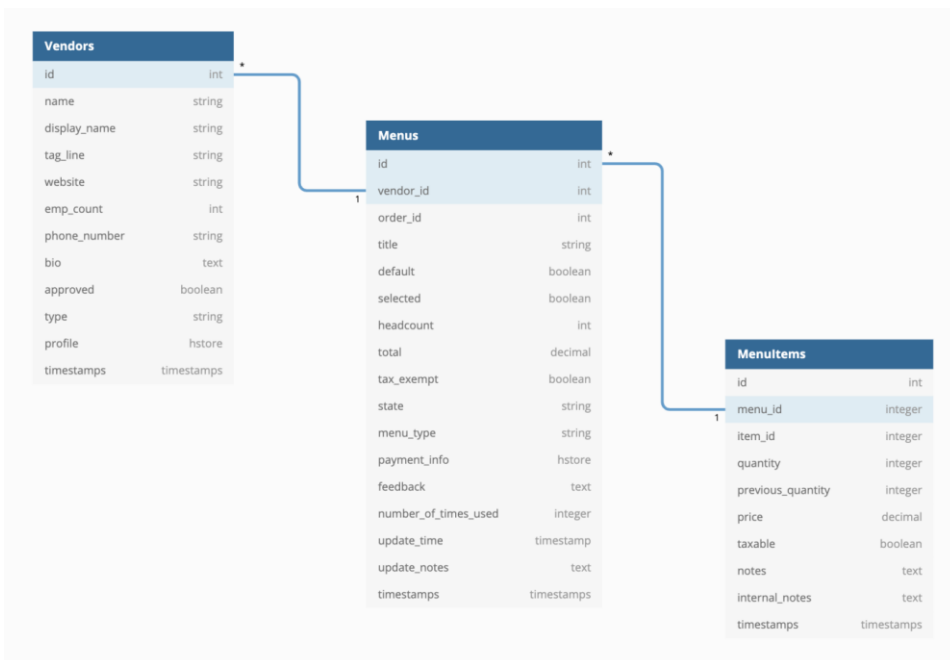 Vendors
id int
name string
display_name string
tag_line string
website string
emp_count int
phone_number string
bio text
approved boolean
type string
profile hstore
timestamps timestamps
*
1
Menus
id int
vendor_id int
order_id int
title string
default boolean
selected boolean
headcount int
total decimal
tax_exempt boolean
state string
menu_type string
payment_info hstore
feedback text
number_of_times_used integer
update_time timestamp
update_notes text
timestamps timestamps
*
1
MenuItems
id int
menu_id integer
item_id integer
quantity integer
previous_quantity integer
price decimal
taxable boolean
notes text
internal_notes text
timestamps timestamps